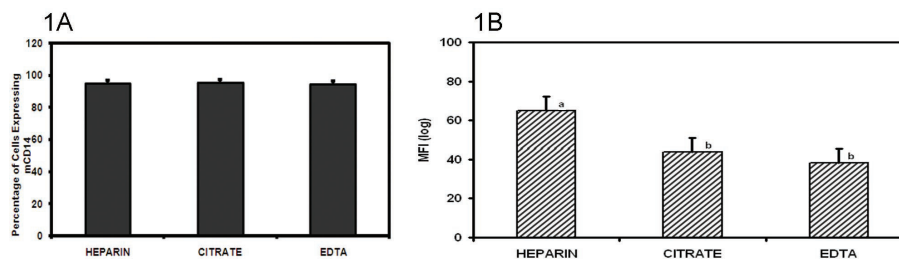 1A
1B
Percentage of Cells Expressing
mCD14
120
100
80
60
40
20
0
HEPARIN
CITRATE
EDTA
MFI (log)
100
80
60
40
20
0
a
b
b
HEPARIN
CITRATE
EDTA